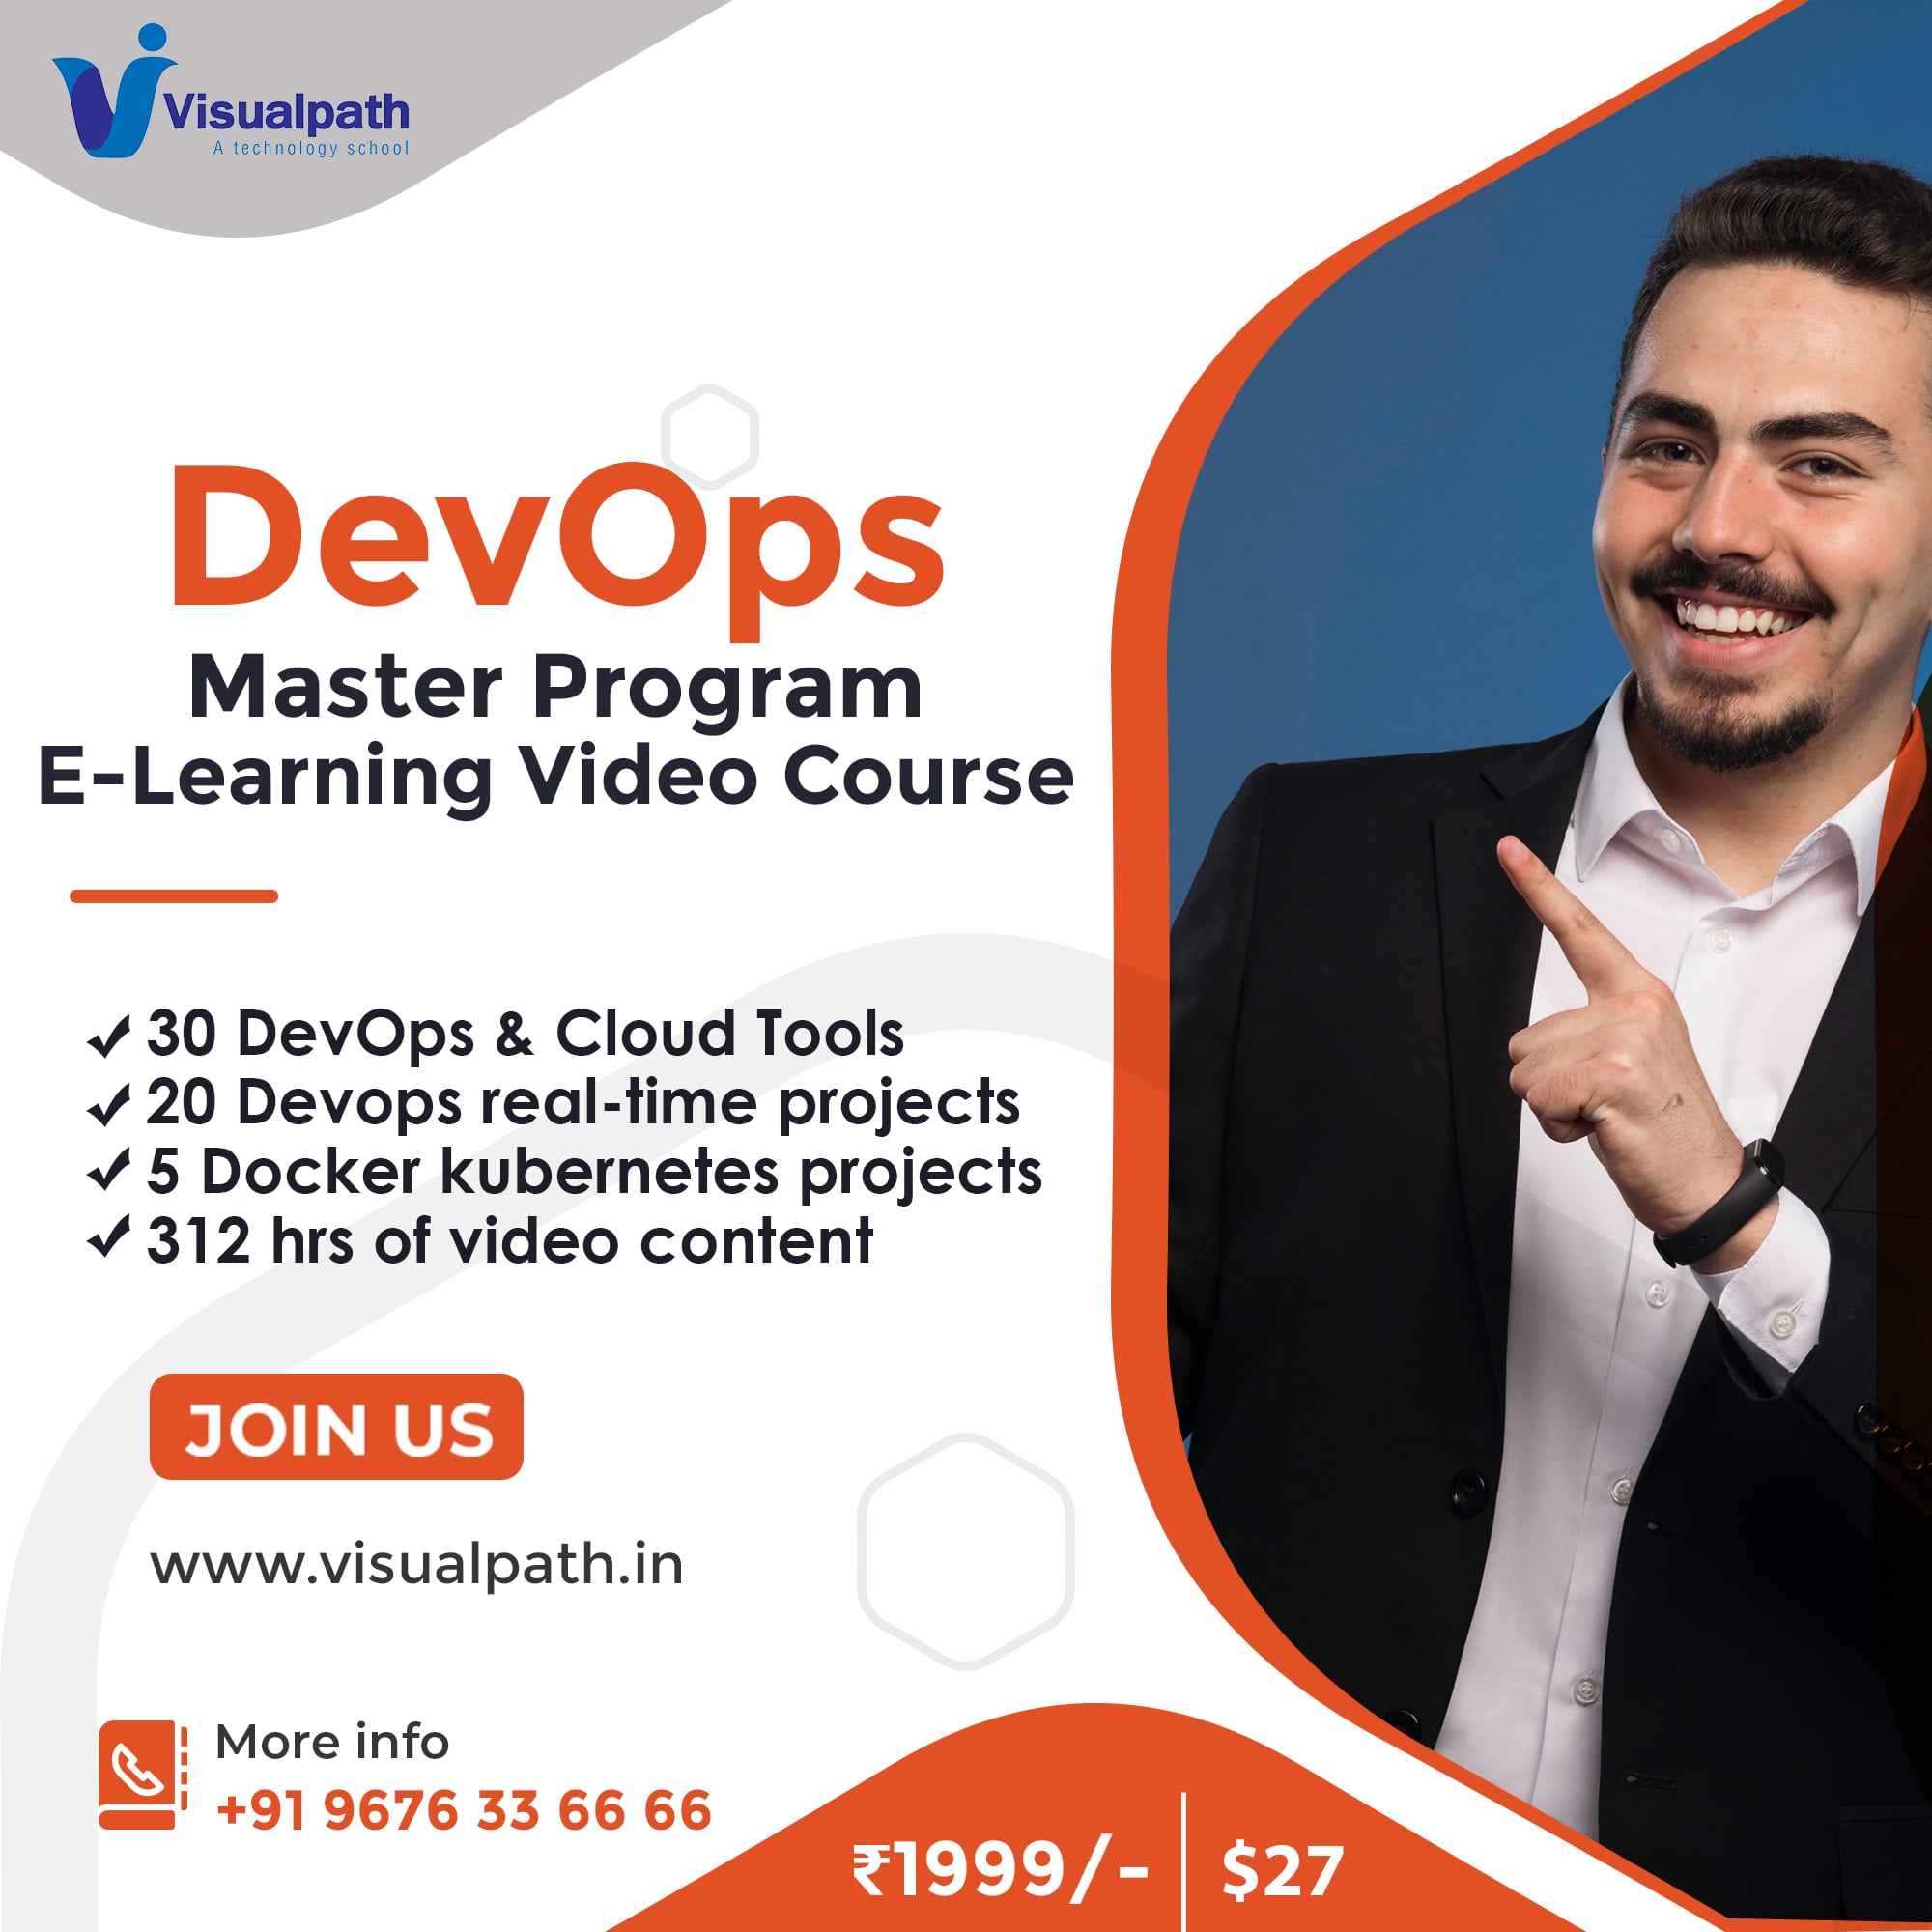 Visualpath
A technology school
DevOps
Master Program
E-Learning Video Course
30 DevOps & Cloud Tools
20 Devops real-time projects
5 Docker kubernetes projects
312 hrs of video content
JOIN US
www.visualpath.in
More info
+91 9676 33 66 66
₹1999/- $27